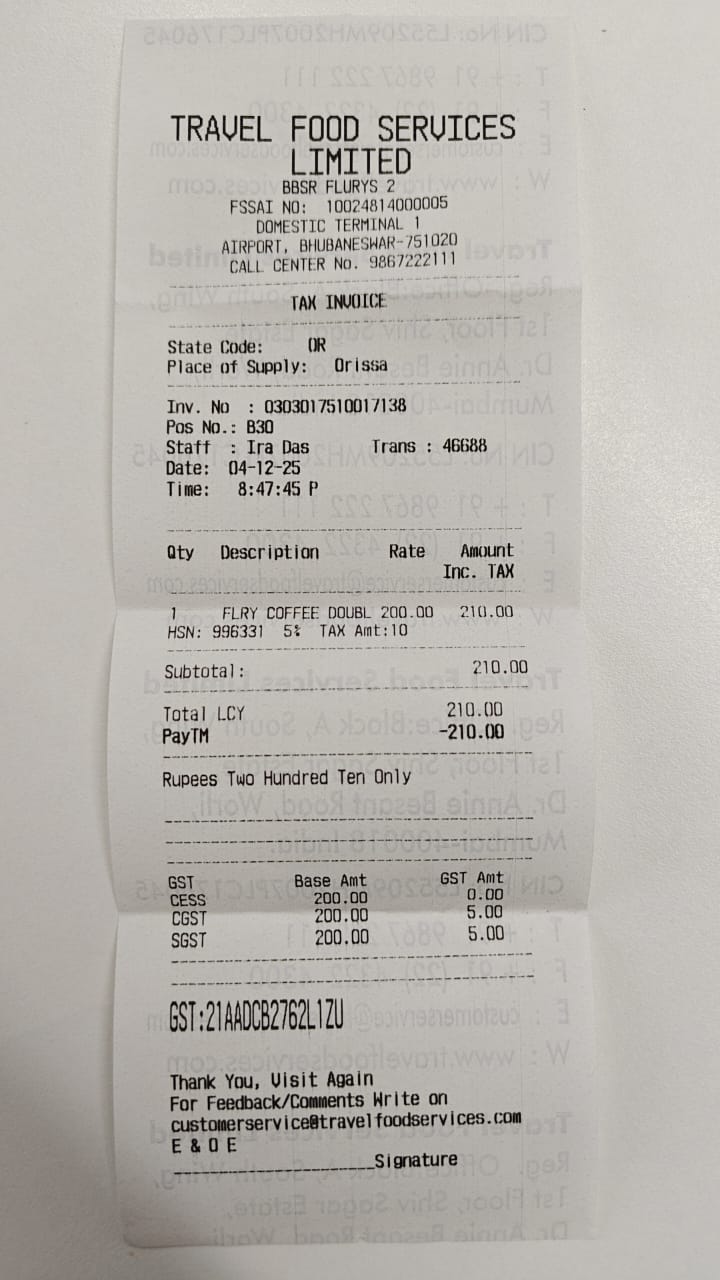 TRAVEL FOOD SERVICES
LIMITED
BBSR FLURYS 2
FSSAI NO: 10024814000005
DOMESTIC TERMINAL 1
AIRPORT, BHUBANESWAR-751020
CALL CENTER No. 9867222111
TAX INVOICE
State Code: OR
Place of Supply: Orissa
Inv. No : 0303017510017138
Pos No.: B30
Staff : Ira Das Trans : 46688
Date: 04-12-25
Time: 8:47:45 P
Qty Description Rate Amount
Inc. TAX
1 FLRY COFFEE DOUBL 200.00 210.00
HSN: 996331 5% TAX Amt:10
Subtotal: 210.00
Total LCY 210.00
PayTM -210.00
Rupees Two Hundred Ten Only
GST Base Amt GST Amt
CESS 200.00 0.00
CGST 200.00 5.00
SGST 200.00 5.00
GST:21AADCB2762L1ZU
Thank You, Visit Again
For Feedback/Comments Write on
customerservice@travelfoodservices.com
E & O E
Signature